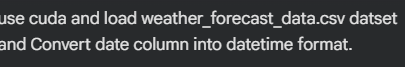 use cuda and load weather_forecast_data.csv datset
and Convert date column into datetime format.